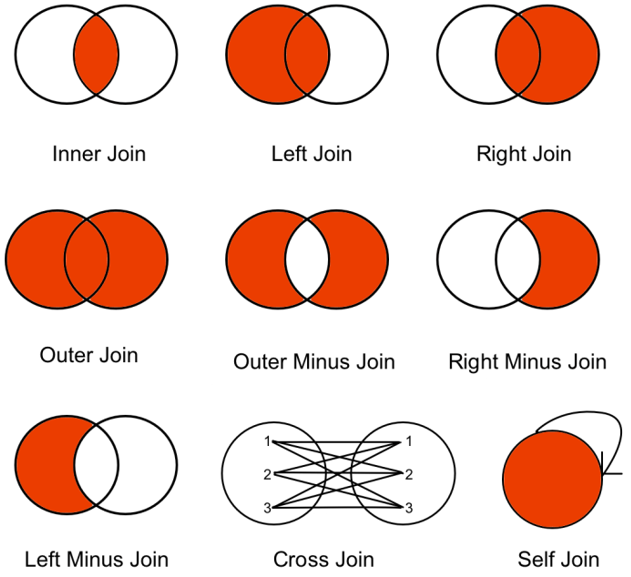 Inner Join
Left Join
Right Join
Outer Join
Outer Minus Join
Right Minus Join
1 1
2 2
3 3
Left Minus Join
Cross Join
Self Join